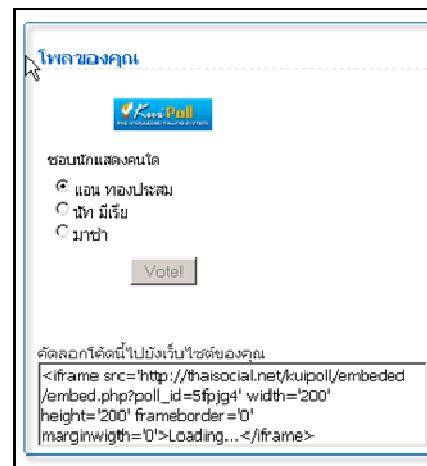 โพลของคุณ
Kui Poll
ชอบนักแสดงคนใด
แอน ทองประสม
นัท มีเรีย
มาช่า
Vote!!
คัดลอกโค้ดนี้ไปยังเว็บไซต์ของคุณ
<iframe src='http://thaisocial.net/kuipoll/embeded
/embed.php?poll_id=5fpjg4' width='200'
height='200' frameborder='0'
marginwigth='0'>Loading...</iframe>